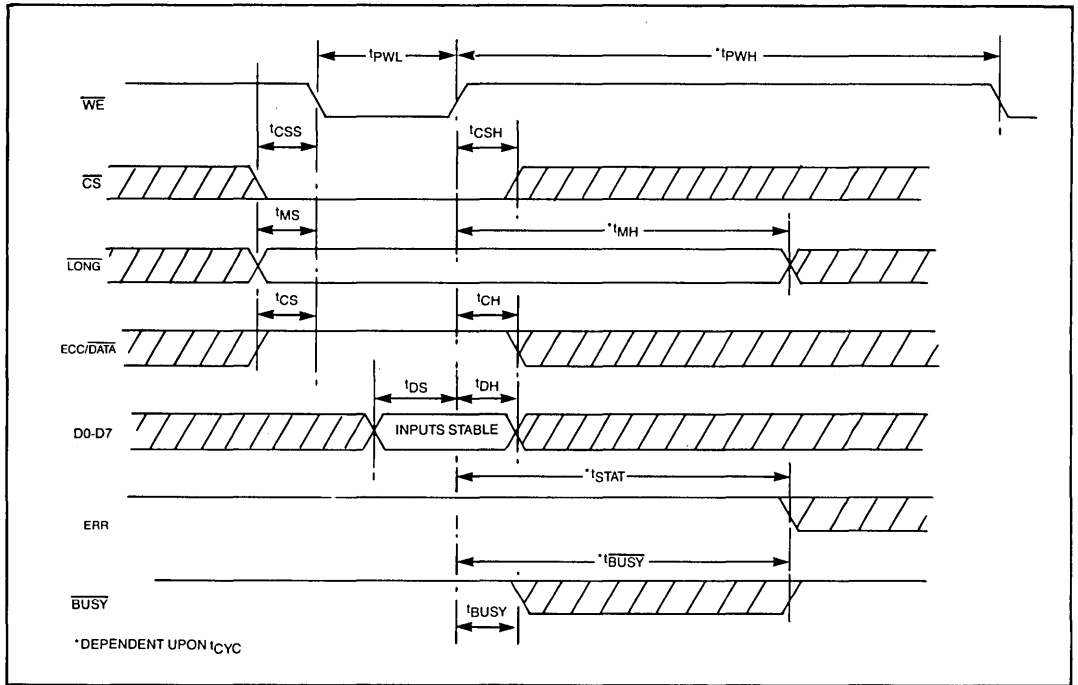 tPWL
*tPWH
WE
tCSS
tCSH
CS
tMS
*tMH
LONG
tCS
tCH
ECC/DATA
tDS
tDH
D0-D7
INPUTS STABLE
*tSTAT
ERR
*tBUSY
BUSY
tBUSY
*DEPENDENT UPON tCYC